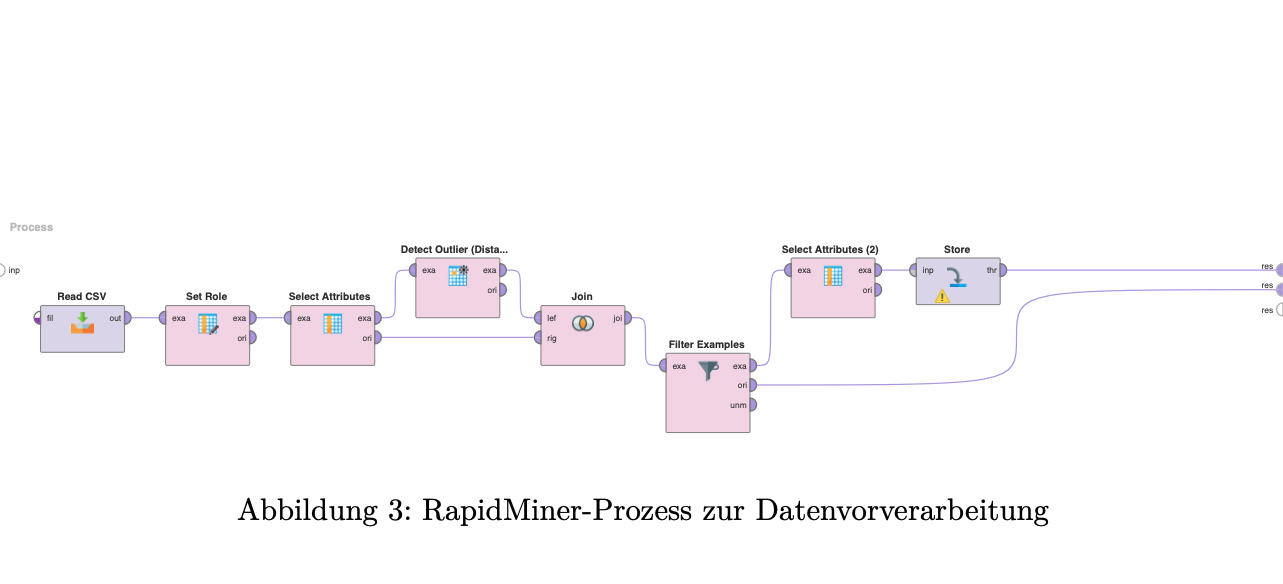 Process
inp
Read CSV
fil out
Set Role
exa exa
ori
Select Attributes
exa exa
ori
Detect Outlier (Dista...
exa exa
ori
Join
lef joi
rig
Filter Examples
exa exa
ori
unm
Select Attributes (2)
exa exa
ori
Store
inp thr
res
res
res
Abbildung 3: RapidMiner-Prozess zur Datenvorverarbeitung